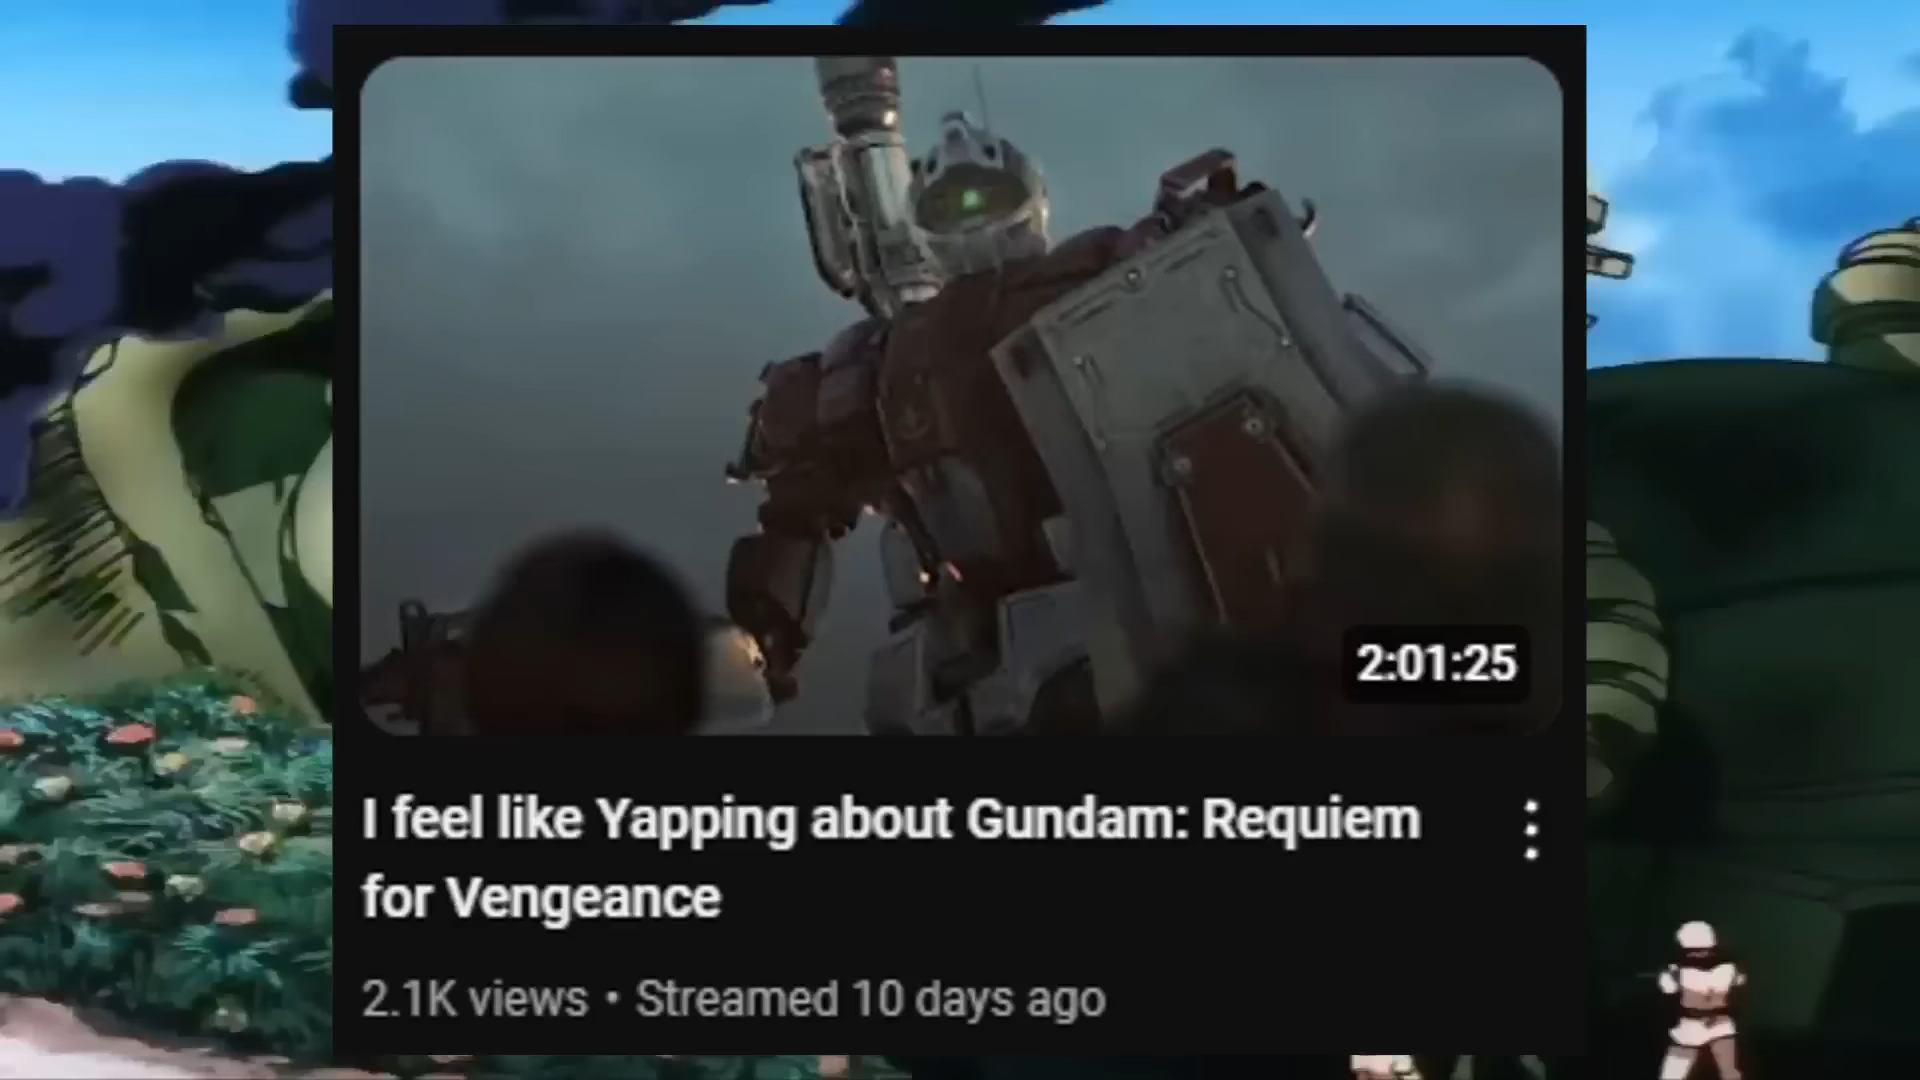 2:01:25
I feel like Yapping about Gundam: Requiem
for Vengeance
2.1K views • Streamed 10 days ago